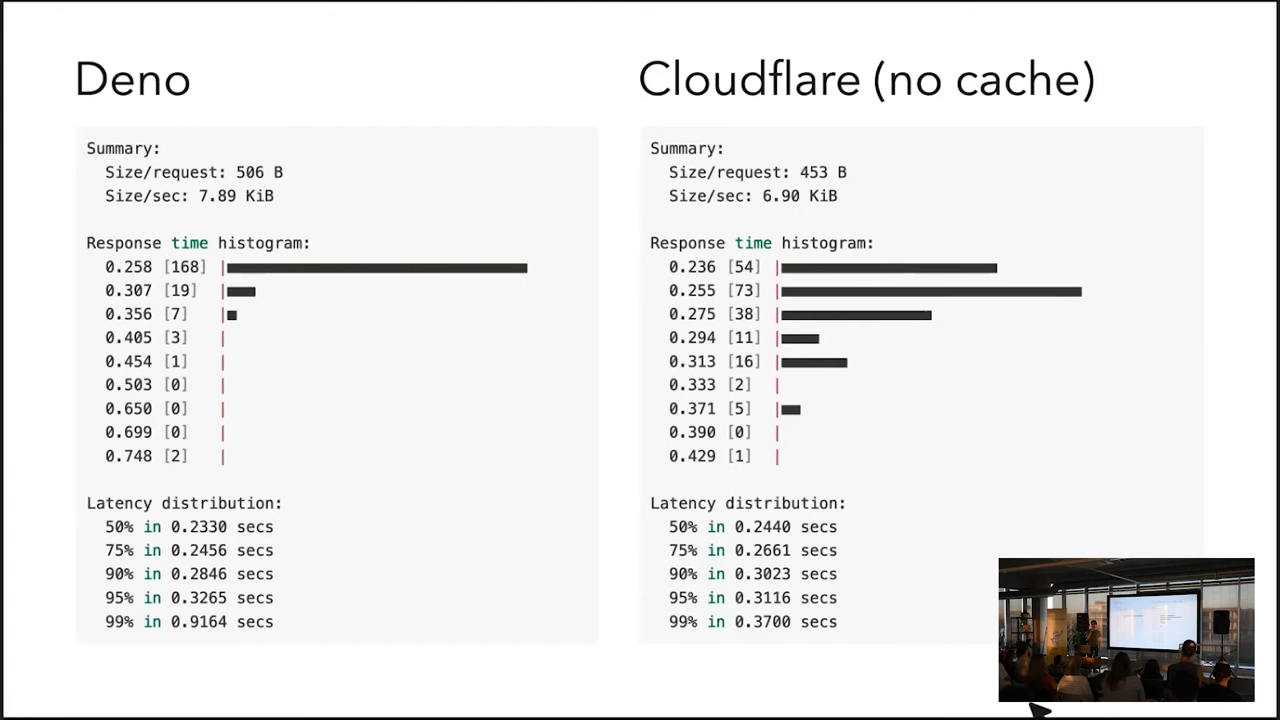 Deno
Summary:
Size/request: 506 B
Size/sec: 7.89 KiB
Response time histogram:
0.258 [168] |
0.307 [19] |
0.356 [7] |
0.405 [3] |
0.454 [1] |
0.503 [0] |
0.650 [0] |
0.699 [0] |
0.748 [2] |
Latency distribution:
50% in 0.2330 secs
75% in 0.2456 secs
90% in 0.2846 secs
95% in 0.3265 secs
99% in 0.9164 secs
Cloudflare (no cache)
Summary:
Size/request: 453 B
Size/sec: 6.90 KiB
Response time histogram:
0.236 [54] |
0.255 [73] |
0.275 [38] |
0.294 [11] |
0.313 [16] |
0.333 [2] |
0.371 [5] |
0.390 [0] |
0.429 [1] |
Latency distribution:
50% in 0.2440 secs
75% in 0.2661 secs
90% in 0.3023 secs
95% in 0.3116 secs
99% in 0.3700 secs